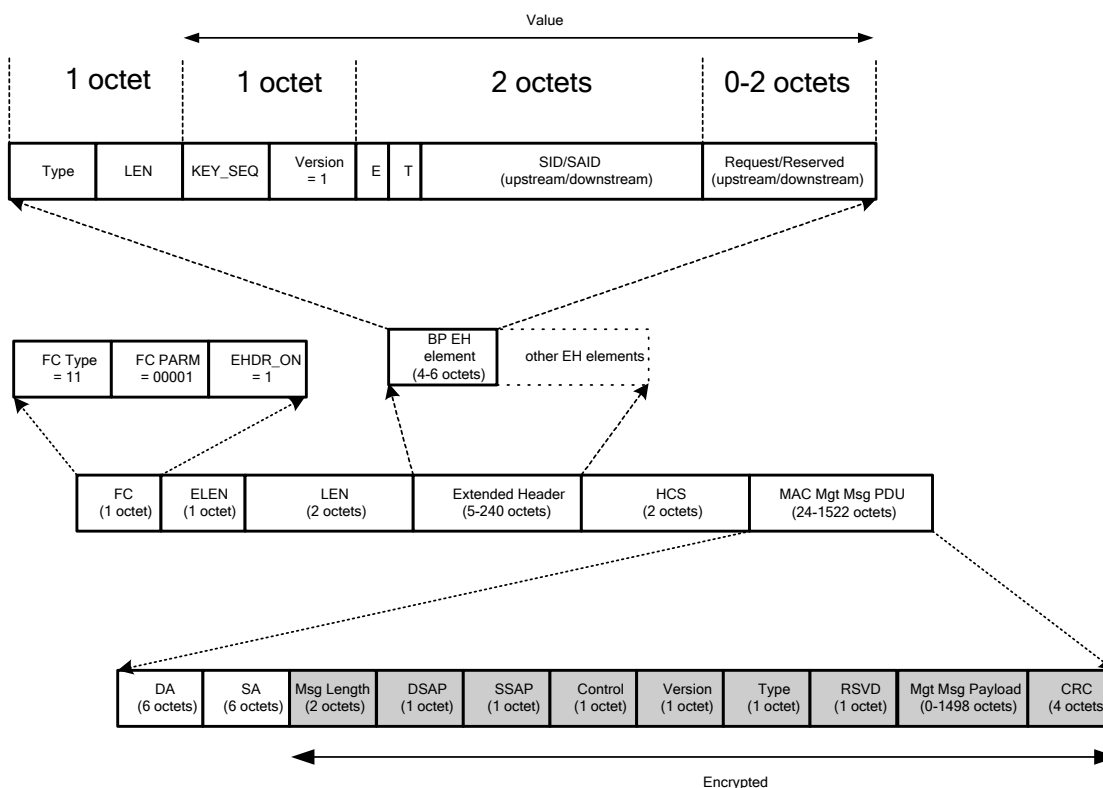 Value
1 octet
1 octet
2 octets
0-2 octets
Type
LEN
KEY_SEQ
Version
= 1
E
T
SID/SAID
(upstream/downstream)
Request/Reserved
(upstream/downstream)
BP EH
element
(4-6 octets)
other EH elements
FC Type
= 11
FC PARM
= 00001
EHDR_ON
= 1
FC
(1 octet)
ELEN
(1 octet)
LEN
(2 octets)
Extended Header
(5-240 octets)
HCS
(2 octets)
MAC Mgt Msg PDU
(24-1522 octets)
DA
(6 octets)
SA
(6 octets)
Msg Length
(2 octets)
DSAP
(1 octet)
SSAP
(1 octet)
Control
(1 octet)
Version
(1 octet)
Type
(1 octet)
RSVD
(1 octet)
Mgt Msg Payload
(0-1498 octets)
CRC
(4 octets
Encrypted